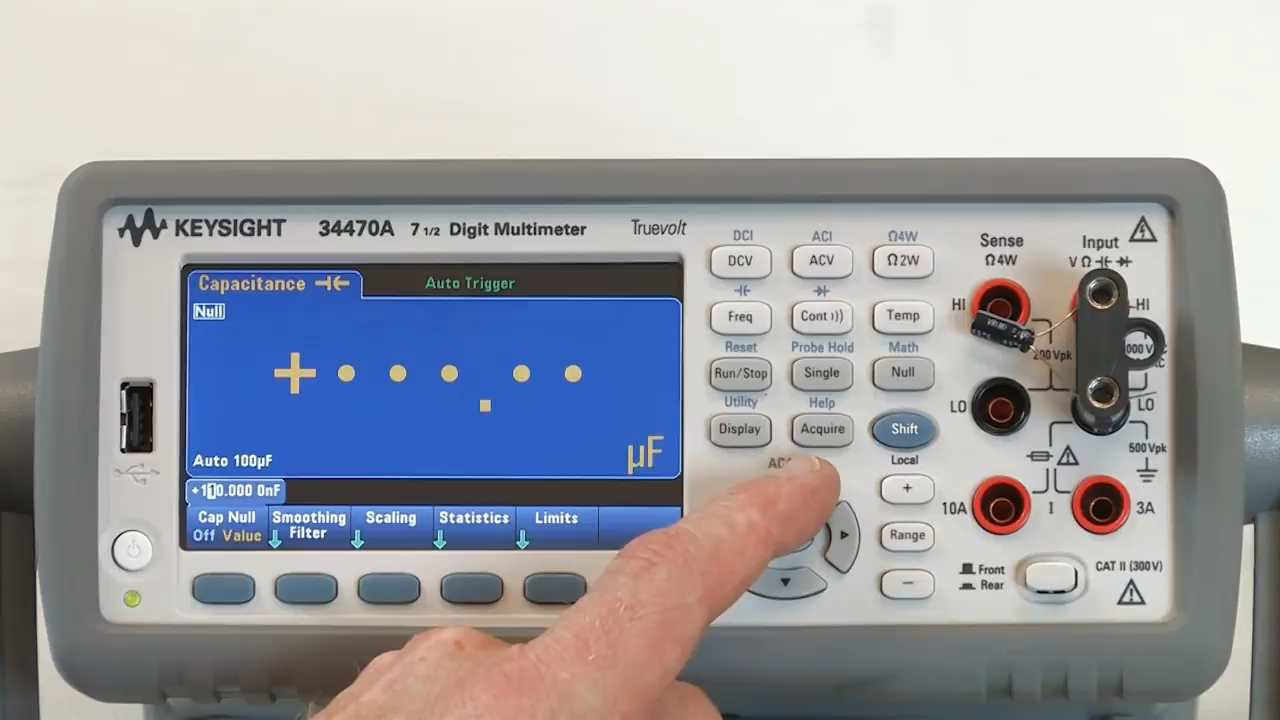 KEYSIGHT 34470A 7 1/2 Digit Multimeter Truevolt
Capacitance
Auto Trigger
Null
+
µF
Auto 100µF
+110.000 0nF
Cap Null
Off Value
Smoothing
Filter
Scaling
Statistics
Limits
DCI ACI Ω4W
DCV ACV Ω2W
Freq Cont Temp
Reset Probe Hold Math
Run/Stop Single Null
Utility Help
Display Acquire Shift
Local
+
Range
−
Sense
Ω4W
Input
V Ω
HI HI
200 Vpk
LO LO
500 Vpk
10A I 3A
Front
Rear
CAT II (300V)